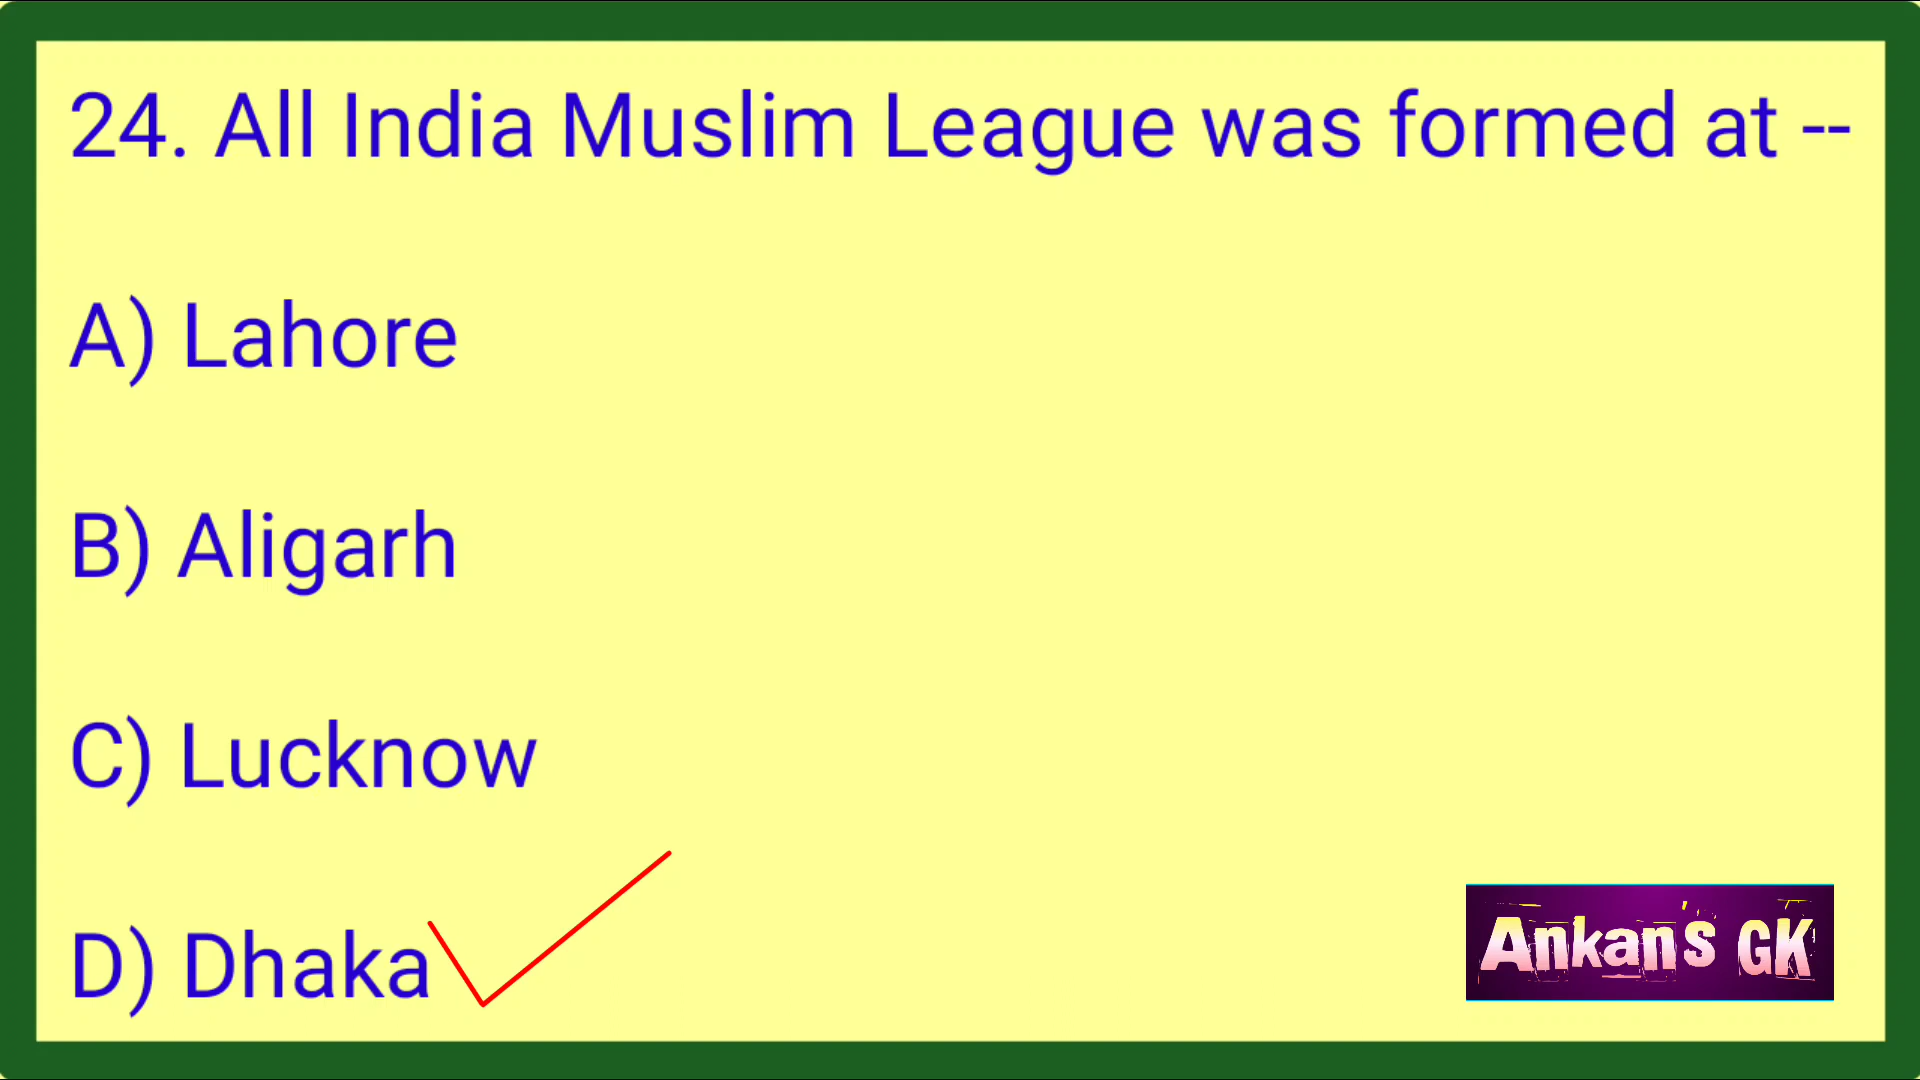 24. All India Muslim League was formed at --
A) Lahore
B) Aligarh
C) Lucknow
D) Dhaka
Ankan's GK